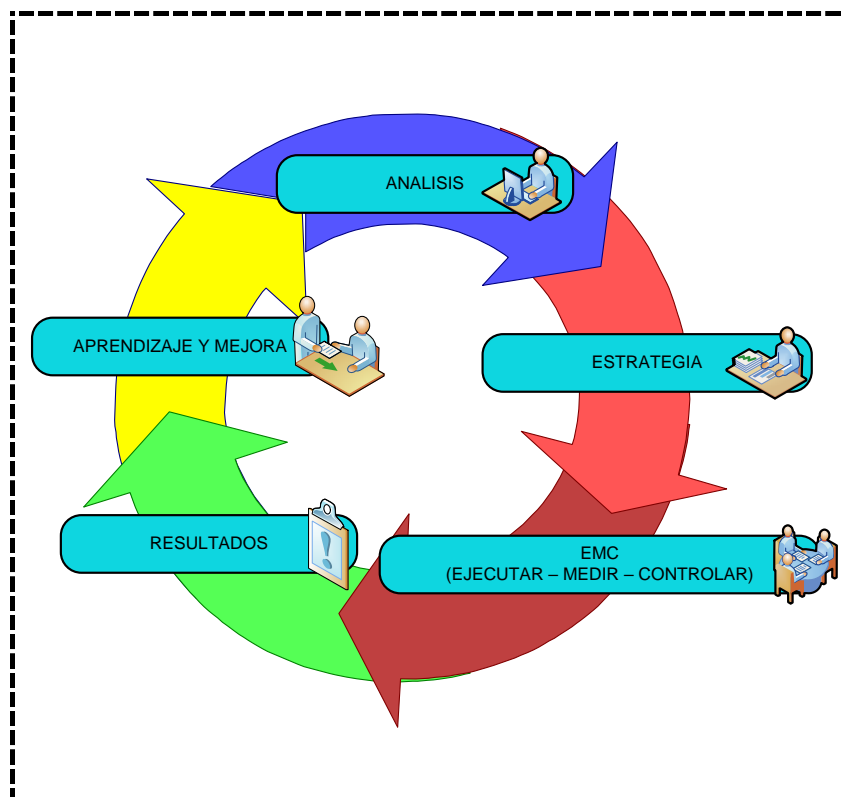 ANALISIS
ESTRATEGIA
EMC
(EJECUTAR – MEDIR – CONTROLAR)
RESULTADOS
APRENDIZAJE Y MEJORA